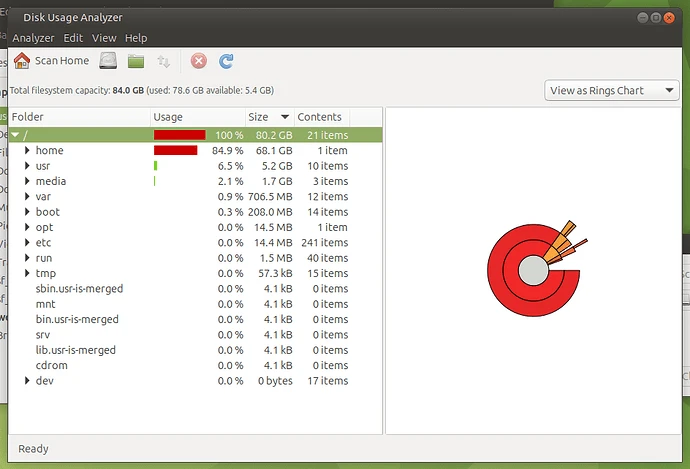 Disk Usage Analyzer
Analyzer Edit View Help
Scan Home
Total filesystem capacity: 84.0 GB (used: 78.6 GB available: 5.4 GB)
View as Rings Chart
Folder Usage Size Contents
/ 100 % 80.2 GB 21 items
home 84.9 % 68.1 GB 1 item
usr 6.5 % 5.2 GB 10 items
media 2.1 % 1.7 GB 3 items
var 0.9 % 706.5 MB 12 items
boot 0.3 % 208.0 MB 14 items
opt 0.0 % 14.5 MB 1 item
etc 0.0 % 14.4 MB 241 items
run 0.0 % 1.5 MB 40 items
tmp 0.0 % 57.3 kB 15 items
sbin.usr-is-merged 0.0 % 4.1 kB 0 items
mnt 0.0 % 4.1 kB 0 items
bin.usr-is-merged 0.0 % 4.1 kB 0 items
srv 0.0 % 4.1 kB 0 items
lib.usr-is-merged 0.0 % 4.1 kB 0 items
cdrom 0.0 % 4.1 kB 0 items
dev 0.0 % 0 bytes 17 items
Ready